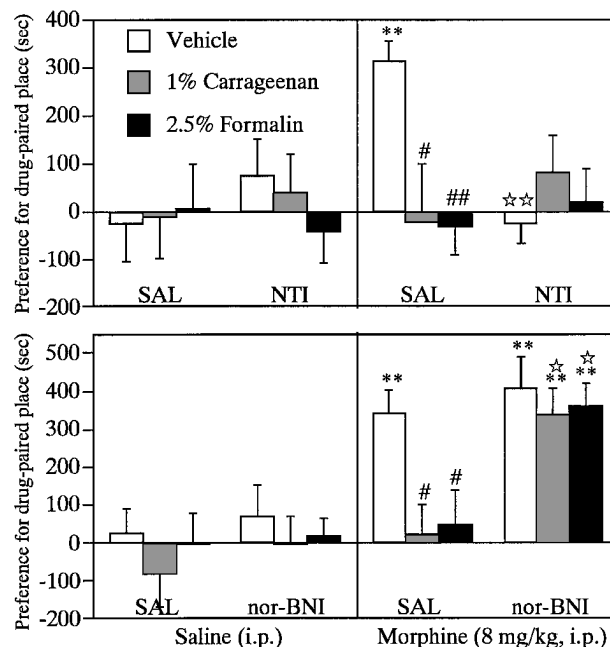 Preference for drug-paired place (sec)
400
300
200
100
0
-100
-200
Vehicle
1% Carrageenan
2.5% Formalin
**
#
##
☆☆
SAL
NTI
SAL
NTI
Preference for drug-paired place (sec)
500
400
300
200
100
0
-100
-200
**
#
#
**
☆
**
☆
**
SAL
nor-BNI
SAL
nor-BNI
Saline (i.p.)
Morphine (8 mg/kg, i.p.)